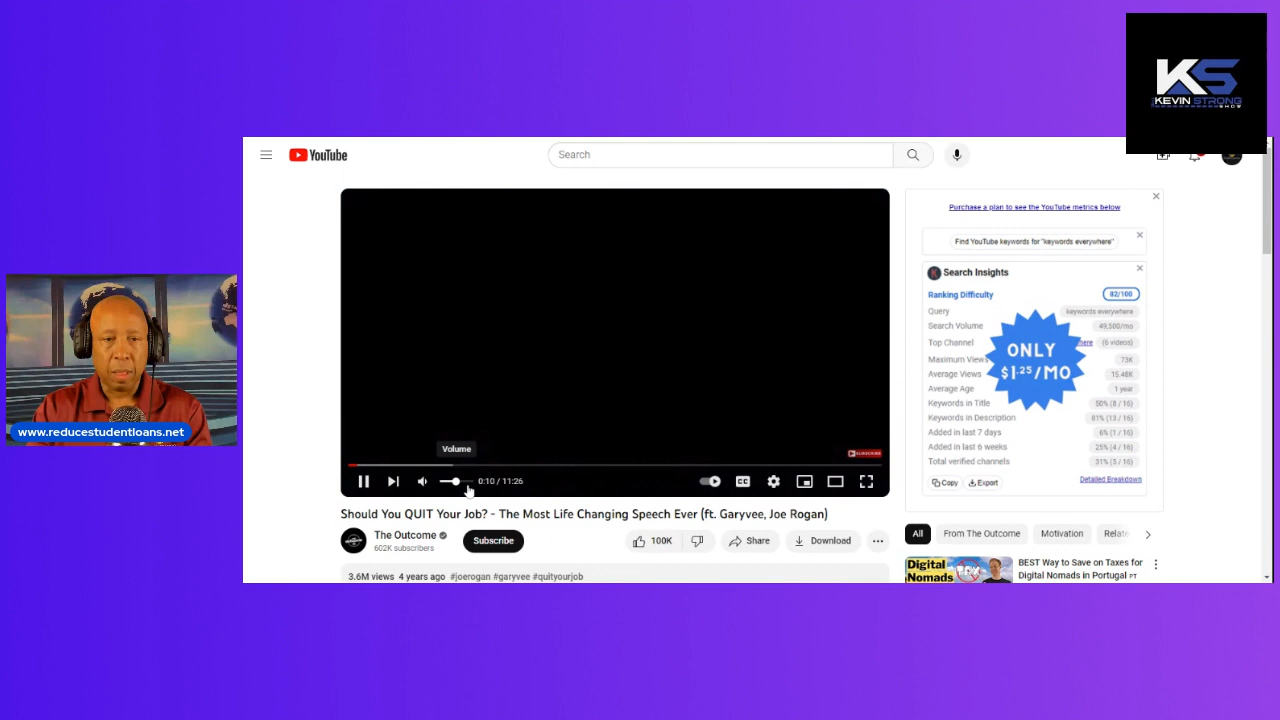 KS
KEVIN STRONG
SHOW
YouTube
Search
Purchase a plan to see the YouTube metrics below
Find YouTube keywords for "keywords everywhere"
Search Insights
Ranking Difficulty 82/100
Query keywords everywhere
Search Volume 49,500/mo
Top Channel here (6 videos)
Maximum Views 73K
Average Views 15.48K
Average Age 1 year
Keywords in Title 50% (8 / 16)
Keywords in Description 81% (13 / 16)
Added in last 7 days 6% (1 / 16)
Added in last 6 weeks 25% (4 / 16)
Total verified channels 31% (5 / 16)
ONLY
$1.25/MO
Copy Export Detailed Breakdown
www.reducestudentloans.net
Volume
SUBSCRIBE
0:10 / 11:26
CC
Should You QUIT Your Job? - The Most Life Changing Speech Ever (ft. Garyvee, Joe Rogan)
The Outcome
602K subscribers
Subscribe
100K
Share
Download
3.6M views 4 years ago #joerogan #garyvee #quityourjob
All From The Outcome Motivation Relate
Digital
Nomads
BEST Way to Save on Taxes for
Digital Nomads in Portugal PT